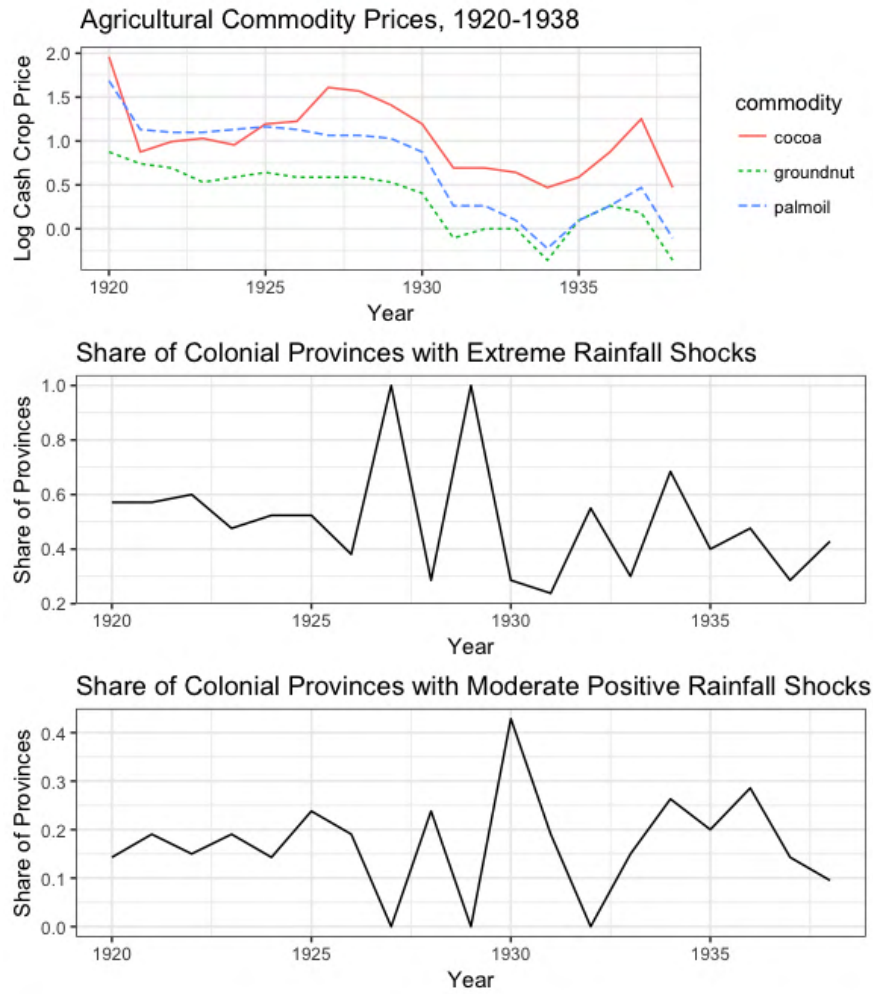 Agricultural Commodity Prices, 1920-1938
Log Cash Crop Price
2.0
1.5
1.0
0.5
0.0
1920 1925 1930 1935
Year
commodity
cocoa
groundnut
palmoil
Share of Colonial Provinces with Extreme Rainfall Shocks
Share of Provinces
1.0
0.8
0.6
0.4
0.2
1920 1925 1930 1935
Year
Share of Colonial Provinces with Moderate Positive Rainfall Shocks
Share of Provinces
0.4
0.3
0.2
0.1
0.0
1920 1925 1930 1935
Year